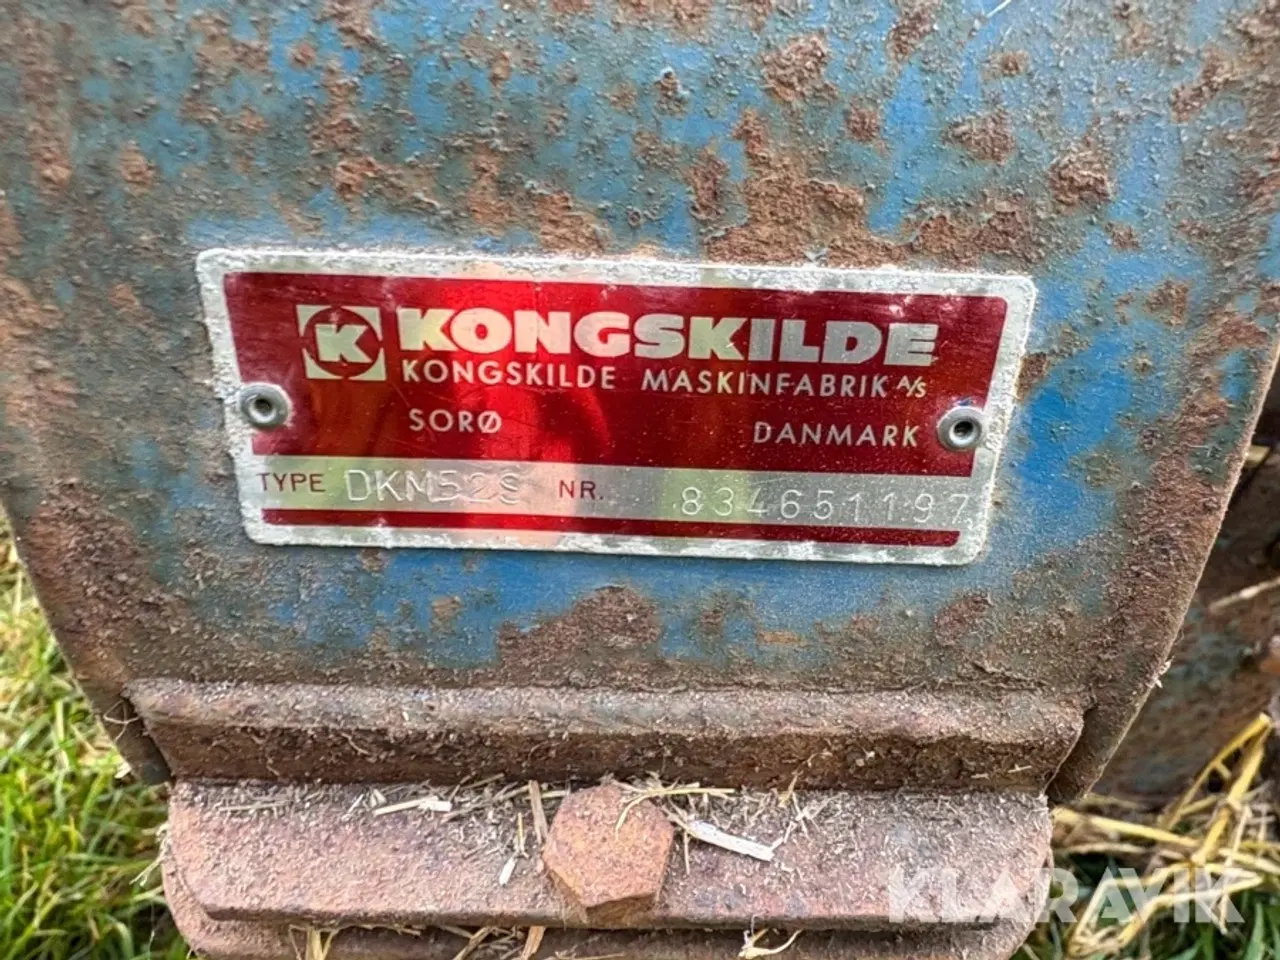 K KONGSKILDE
KONGSKILDE MASKINFABRIK A/S
SORØ DANMARK
TYPE DKM52S NR. 834651197
KLARAVIK